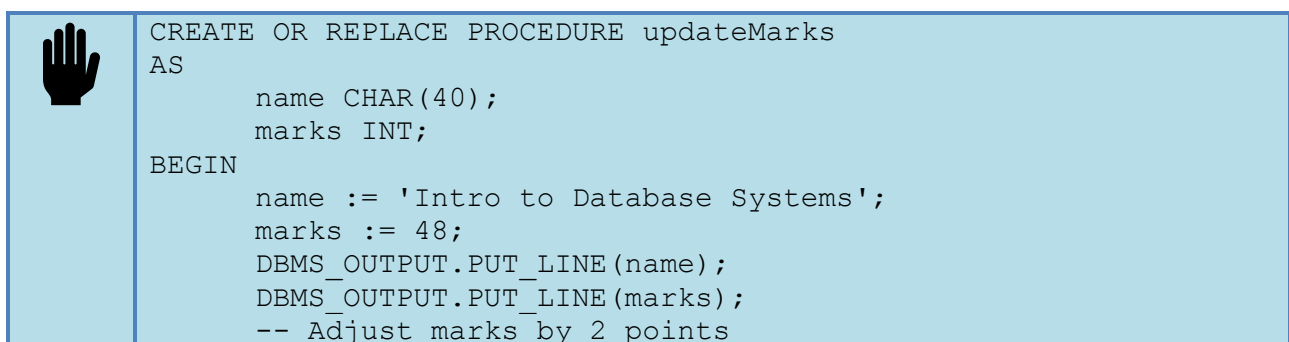 CREATE OR REPLACE PROCEDURE updateMarks
AS
name CHAR(40);
marks INT;
BEGIN
name := 'Intro to Database Systems';
marks := 48;
DBMS_OUTPUT.PUT_LINE(name);
DBMS_OUTPUT.PUT_LINE(marks);
-- Adjust marks by 2 points